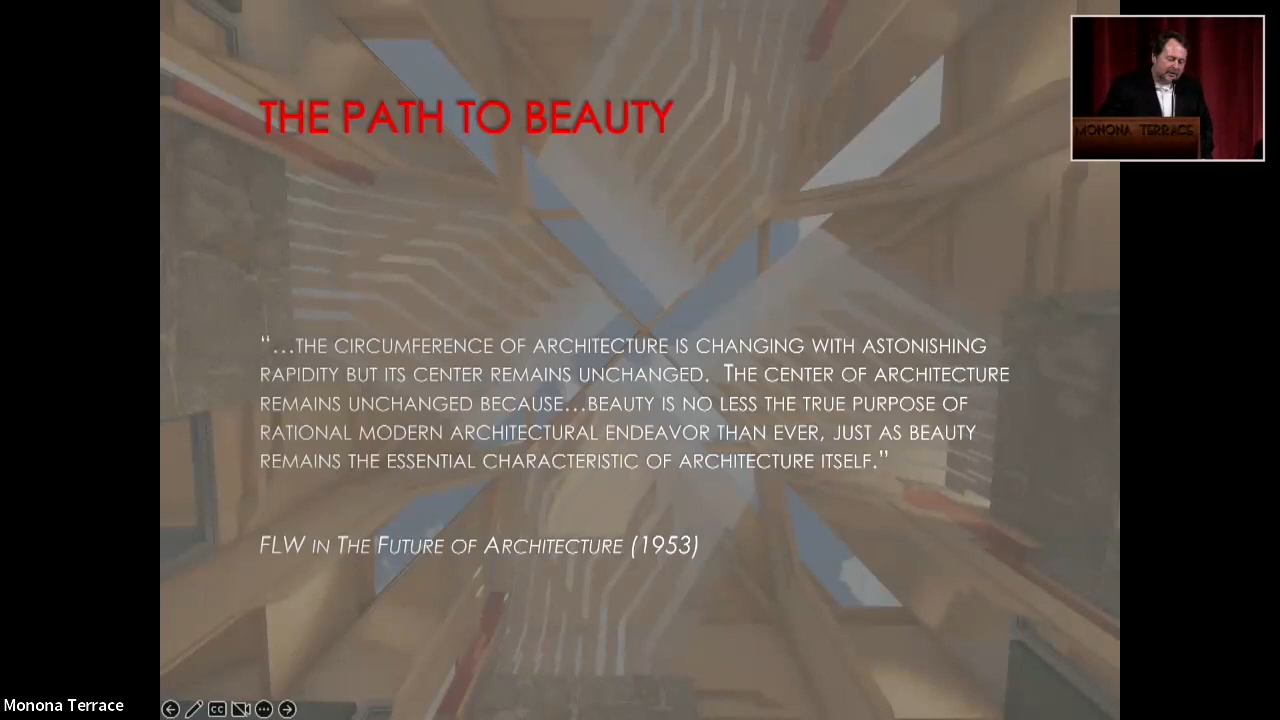 THE PATH TO BEAUTY
MONONA TERRACE
“…THE CIRCUMFERENCE OF ARCHITECTURE IS CHANGING WITH ASTONISHING
RAPIDITY BUT ITS CENTER REMAINS UNCHANGED. THE CENTER OF ARCHITECTURE
REMAINS UNCHANGED BECAUSE…BEAUTY IS NO LESS THE TRUE PURPOSE OF
RATIONAL MODERN ARCHITECTURAL ENDEAVOR THAN EVER, JUST AS BEAUTY
REMAINS THE ESSENTIAL CHARACTERISTIC OF ARCHITECTURE ITSELF.”
FLW IN THE FUTURE OF ARCHITECTURE (1953)
Monona Terrace
CC